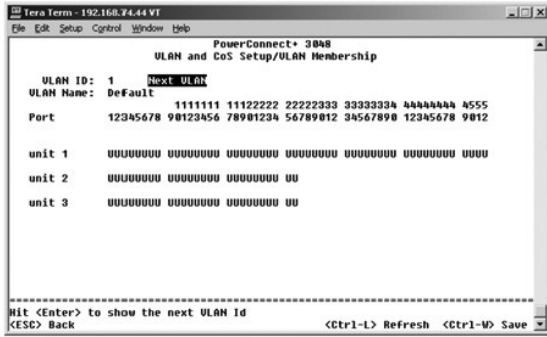 Tera Term - 192.168.74.44 VT
File Edit Setup Control Window Help
PowerConnect+ 3048
VLAN and CoS Setup/VLAN Membership
VLAN ID: 1 Next VLAN
VLAN Name: Default
1111111 11122222 22222333 33333334 44444444 4555
Port 12345678 90123456 78901234 56789012 34567890 12345678 9012
unit 1 UUUUUUUU UUUUUUUU UUUUUUUU UUUUUUUU UUUUUUUU UUUUUUUU UUUU
unit 2 UUUUUUUU UUUUUUUU UUUUUUUU UU
unit 3 UUUUUUUU UUUUUUUU UUUUUUUU UU
Hit <Enter> to show the next VLAN Id
<ESC> Back <Ctrl-L> Refresh <Ctrl-W> Save